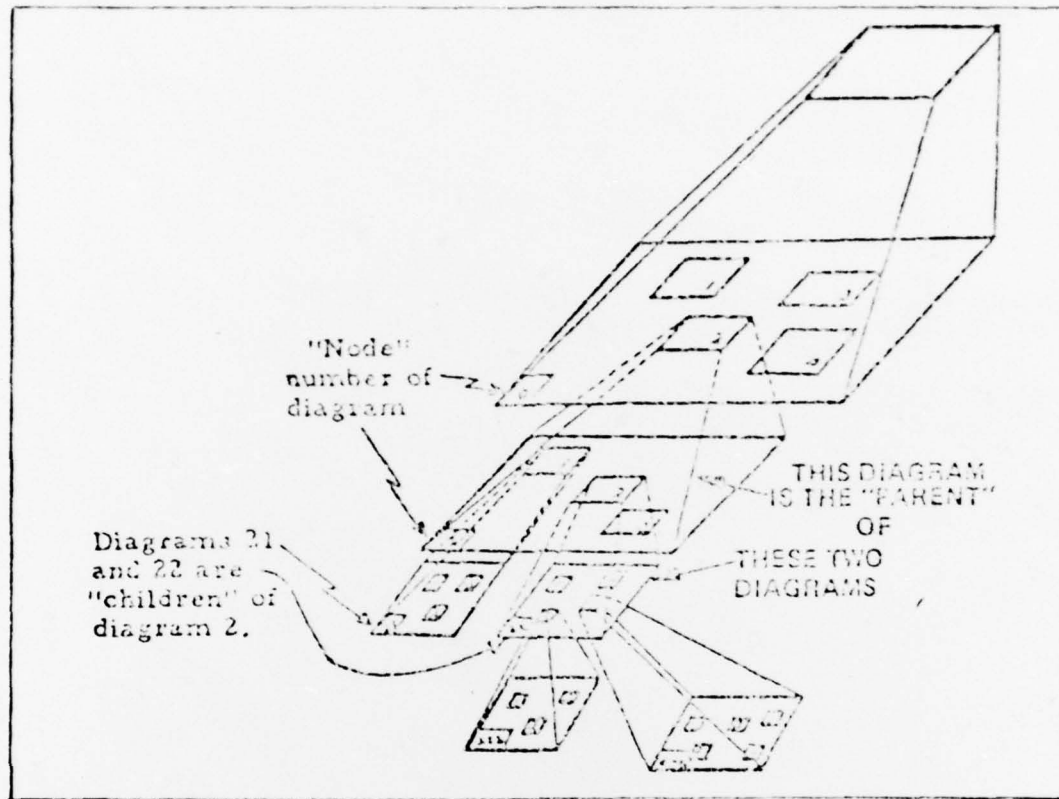 "Node"
number of
diagram
THIS DIAGRAM
IS THE "PARENT"
OF
THESE TWO
DIAGRAMS
Diagrams 21
and 22 are
"children" of
diagram 2.